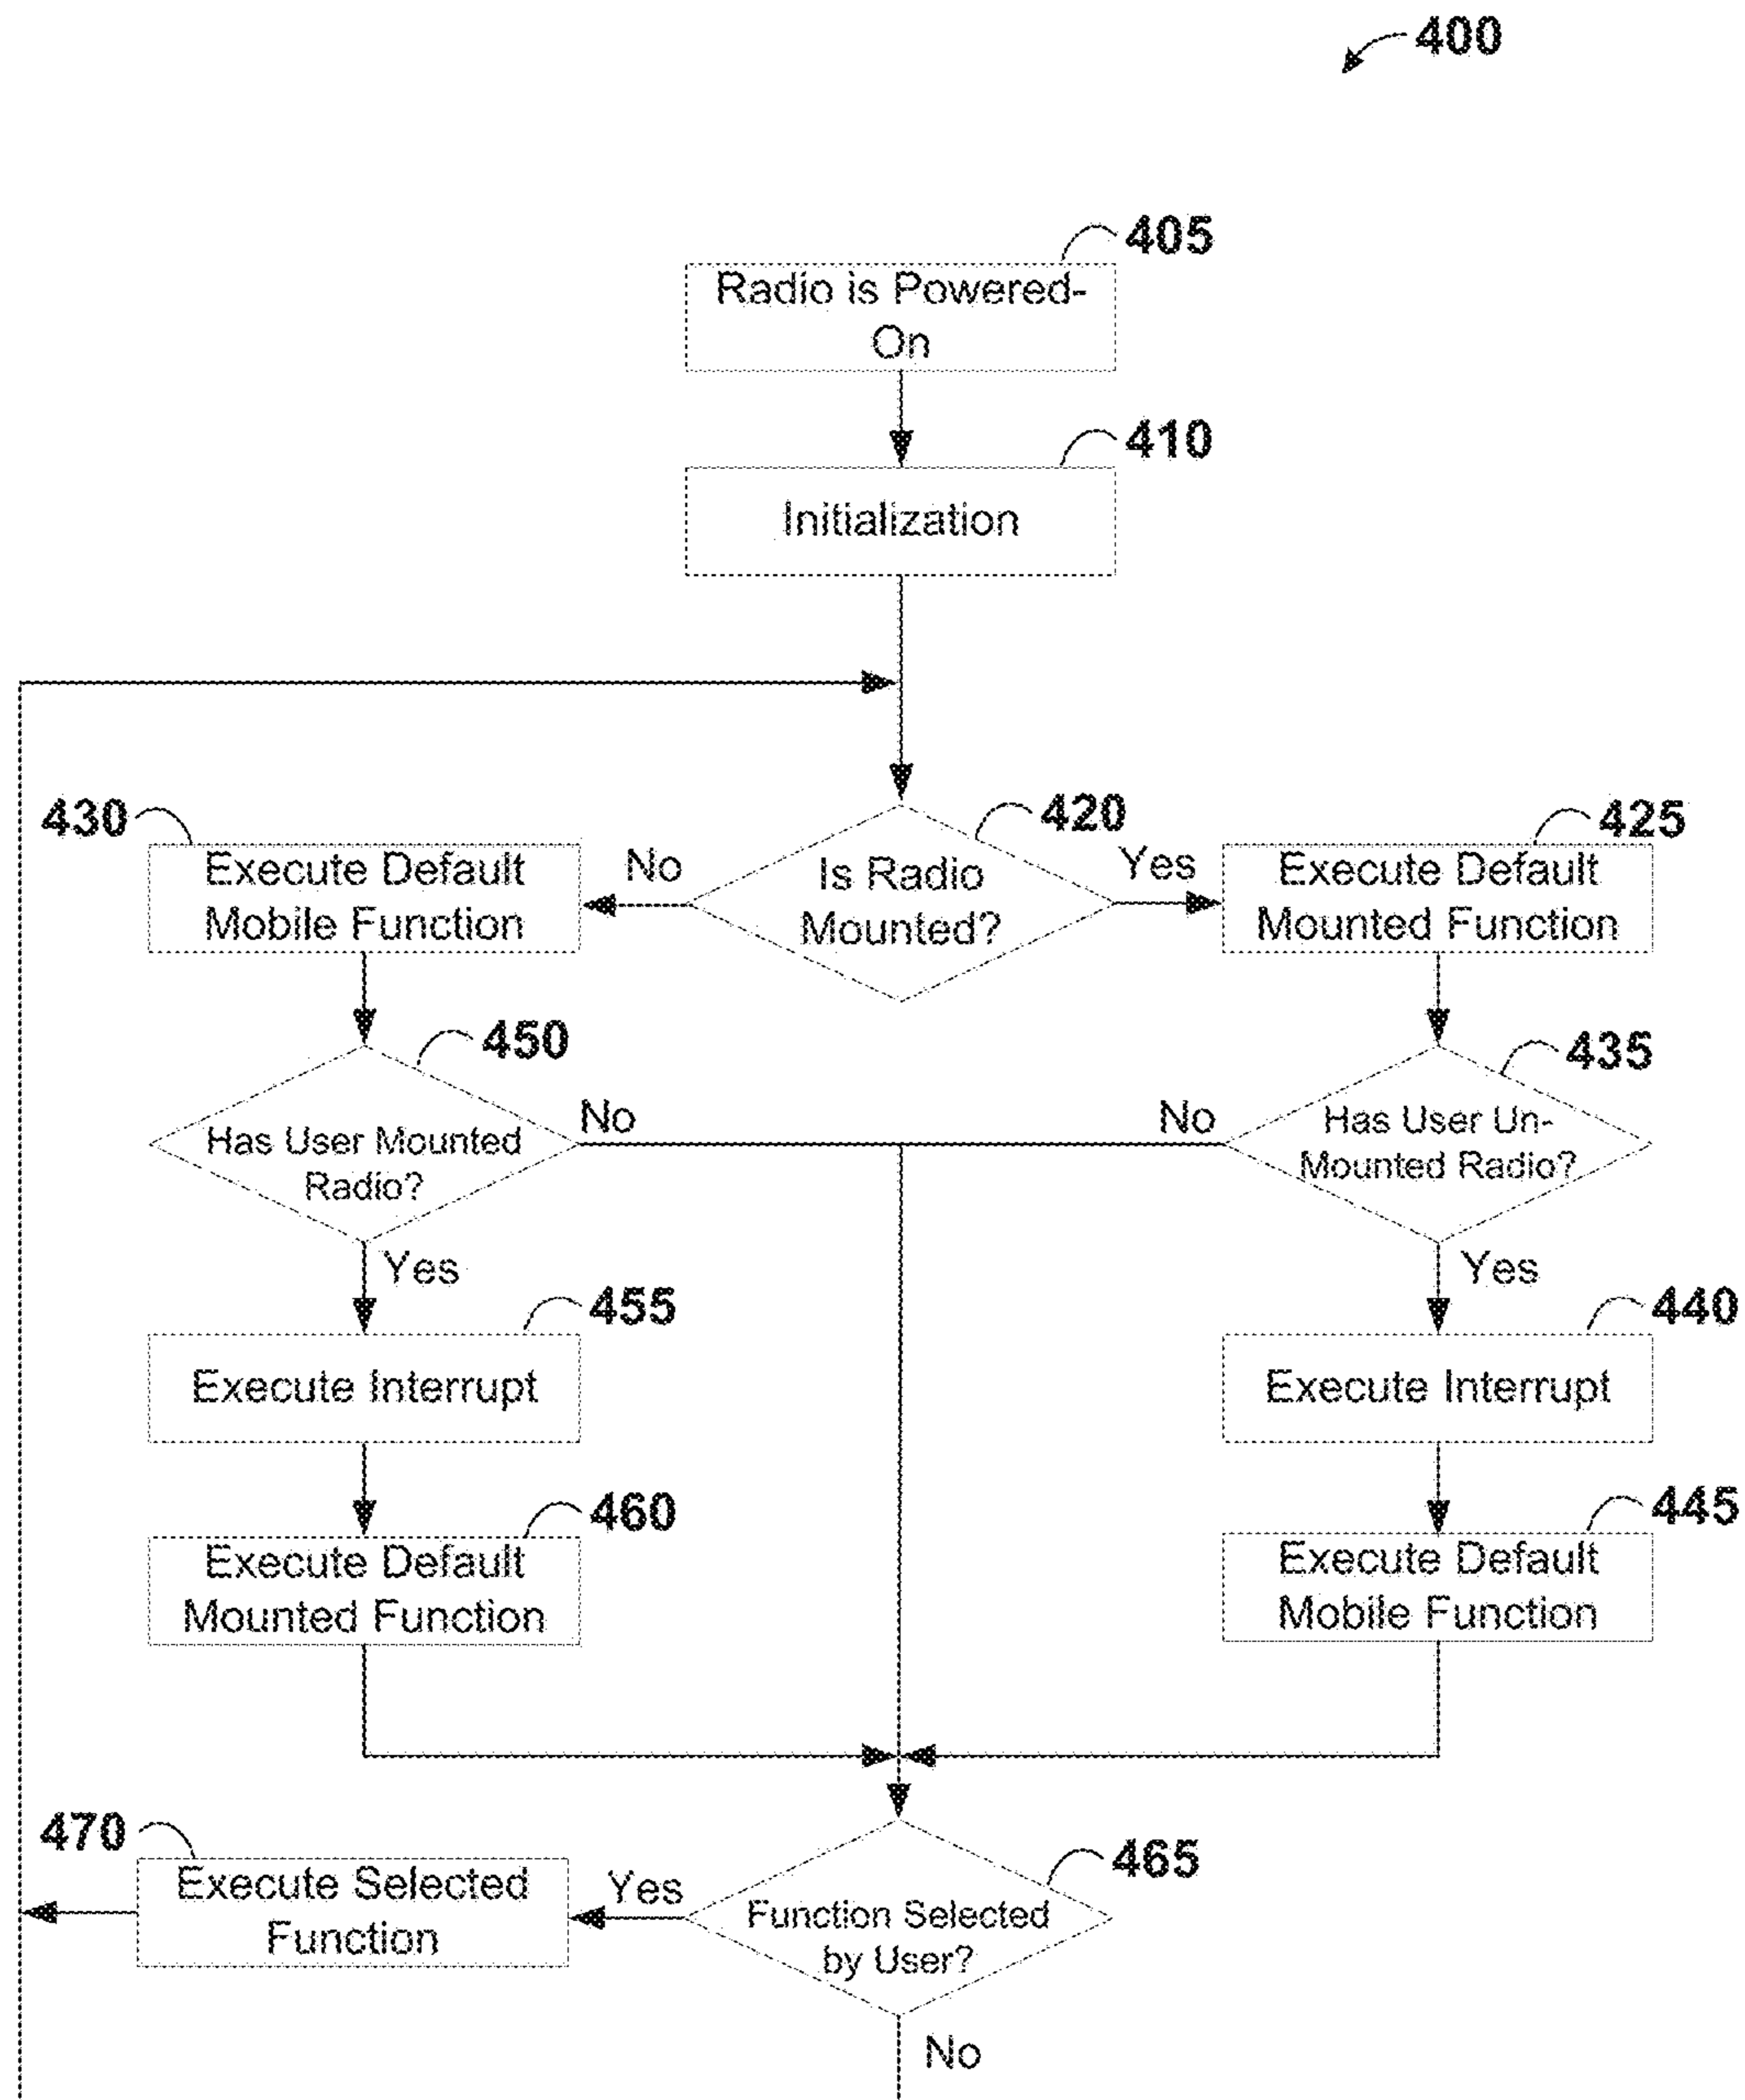 400
405
Radio is Powered-
On
410
Initialization
430
420
425
Execute Default
Mobile Function
No
Is Radio
Mounted?
Yes
Execute Default
Mounted Function
450
435
Has User Mounted
Radio?
No
No
Has User Un-
Mounted Radio?
Yes
Yes
455
440
Execute Interrupt
Execute Interrupt
460
445
Execute Default
Mounted Function
Execute Default
Mobile Function
470
465
Execute Selected
Function
Yes
Function Selected
by User?
No